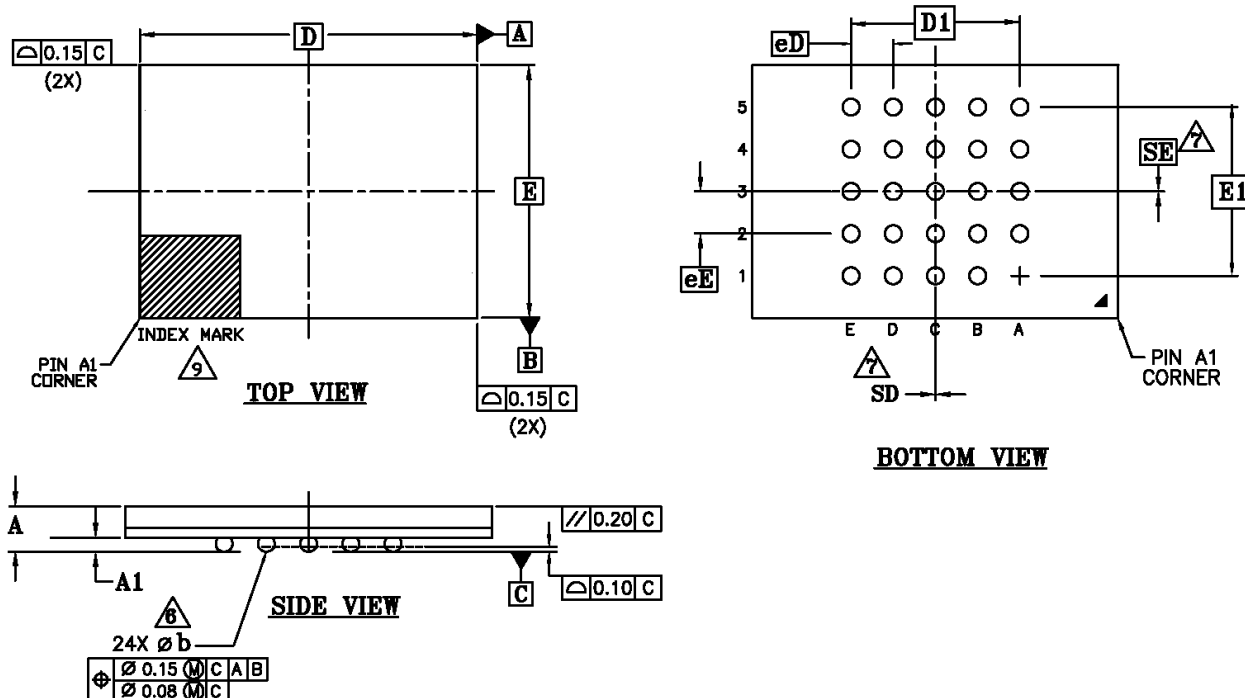 D
A
⌓ 0.15 C
(2X)
E
INDEX MARK
9
PIN A1
CORNER
B
TOP VIEW
⌓ 0.15 C
(2X)
D1
eD
5
4
3
2
1
SE
7
E1
eE
E D C B A
7
SD
PIN A1
CORNER
BOTTOM VIEW
A
A1
// 0.20 C
⌓ 0.10 C
C
SIDE VIEW
6
24X Ø b
⌖ Ø 0.15 Ⓜ C A B
Ø 0.08 Ⓜ C